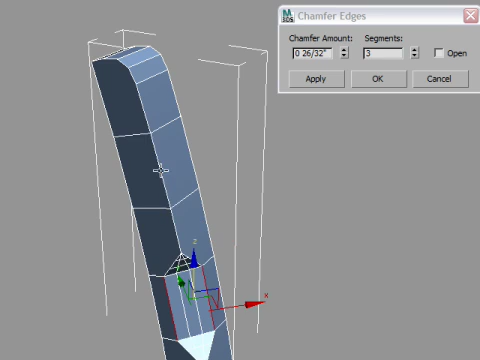 Chamfer Edges
Chamfer Amount: Segments:
0 26/32" 3 Open
Apply OK Cancel
z
x